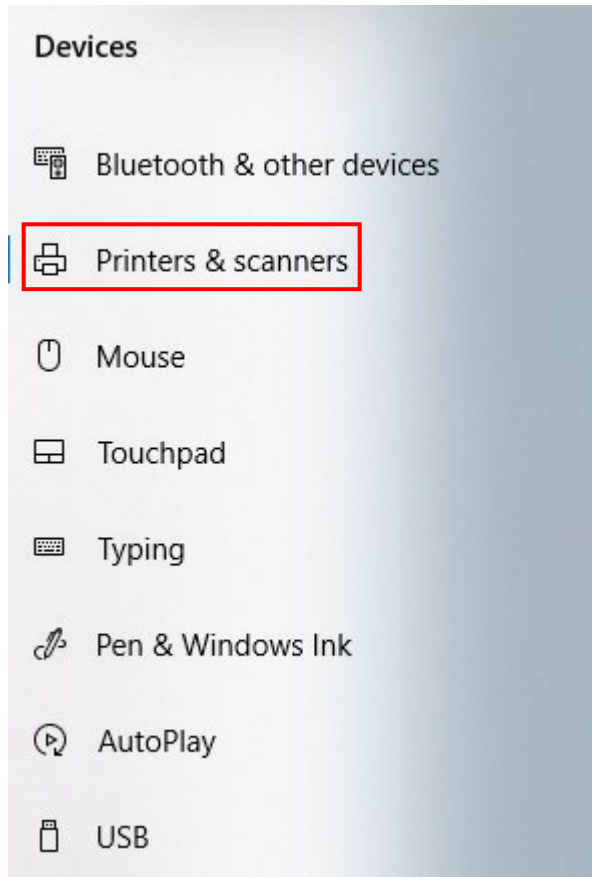 Devices
Bluetooth & other devices
Printers & scanners
Mouse
Touchpad
Typing
Pen & Windows Ink
AutoPlay
USB